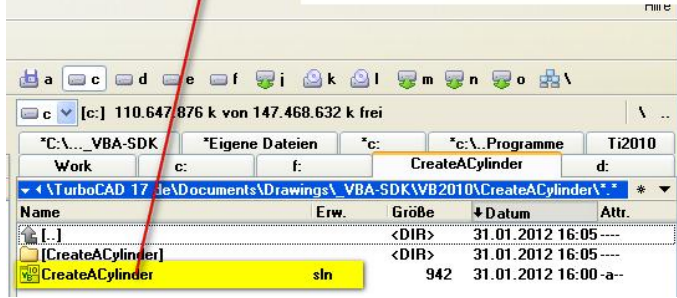 Hilfe
a c d e f j k l m n o \
c [c:] 110.647.876 k von 147.468.632 k frei \ ..
*C:\..._VBA-SDK *Eigene Dateien *c: *c:\..Programme Ti2010
Work c: f: CreateACylinder d:
\TurboCAD 17 de\Documents\Drawings\_VBA-SDK\VB2010\CreateACylinder\*.* * ▼
Name Erw. Größe Datum Attr.
[..] <DIR> 31.01.2012 16:05 ----
[CreateACylinder] <DIR> 31.01.2012 16:05 ----
CreateACylinder sln 942 31.01.2012 16:00 -a--